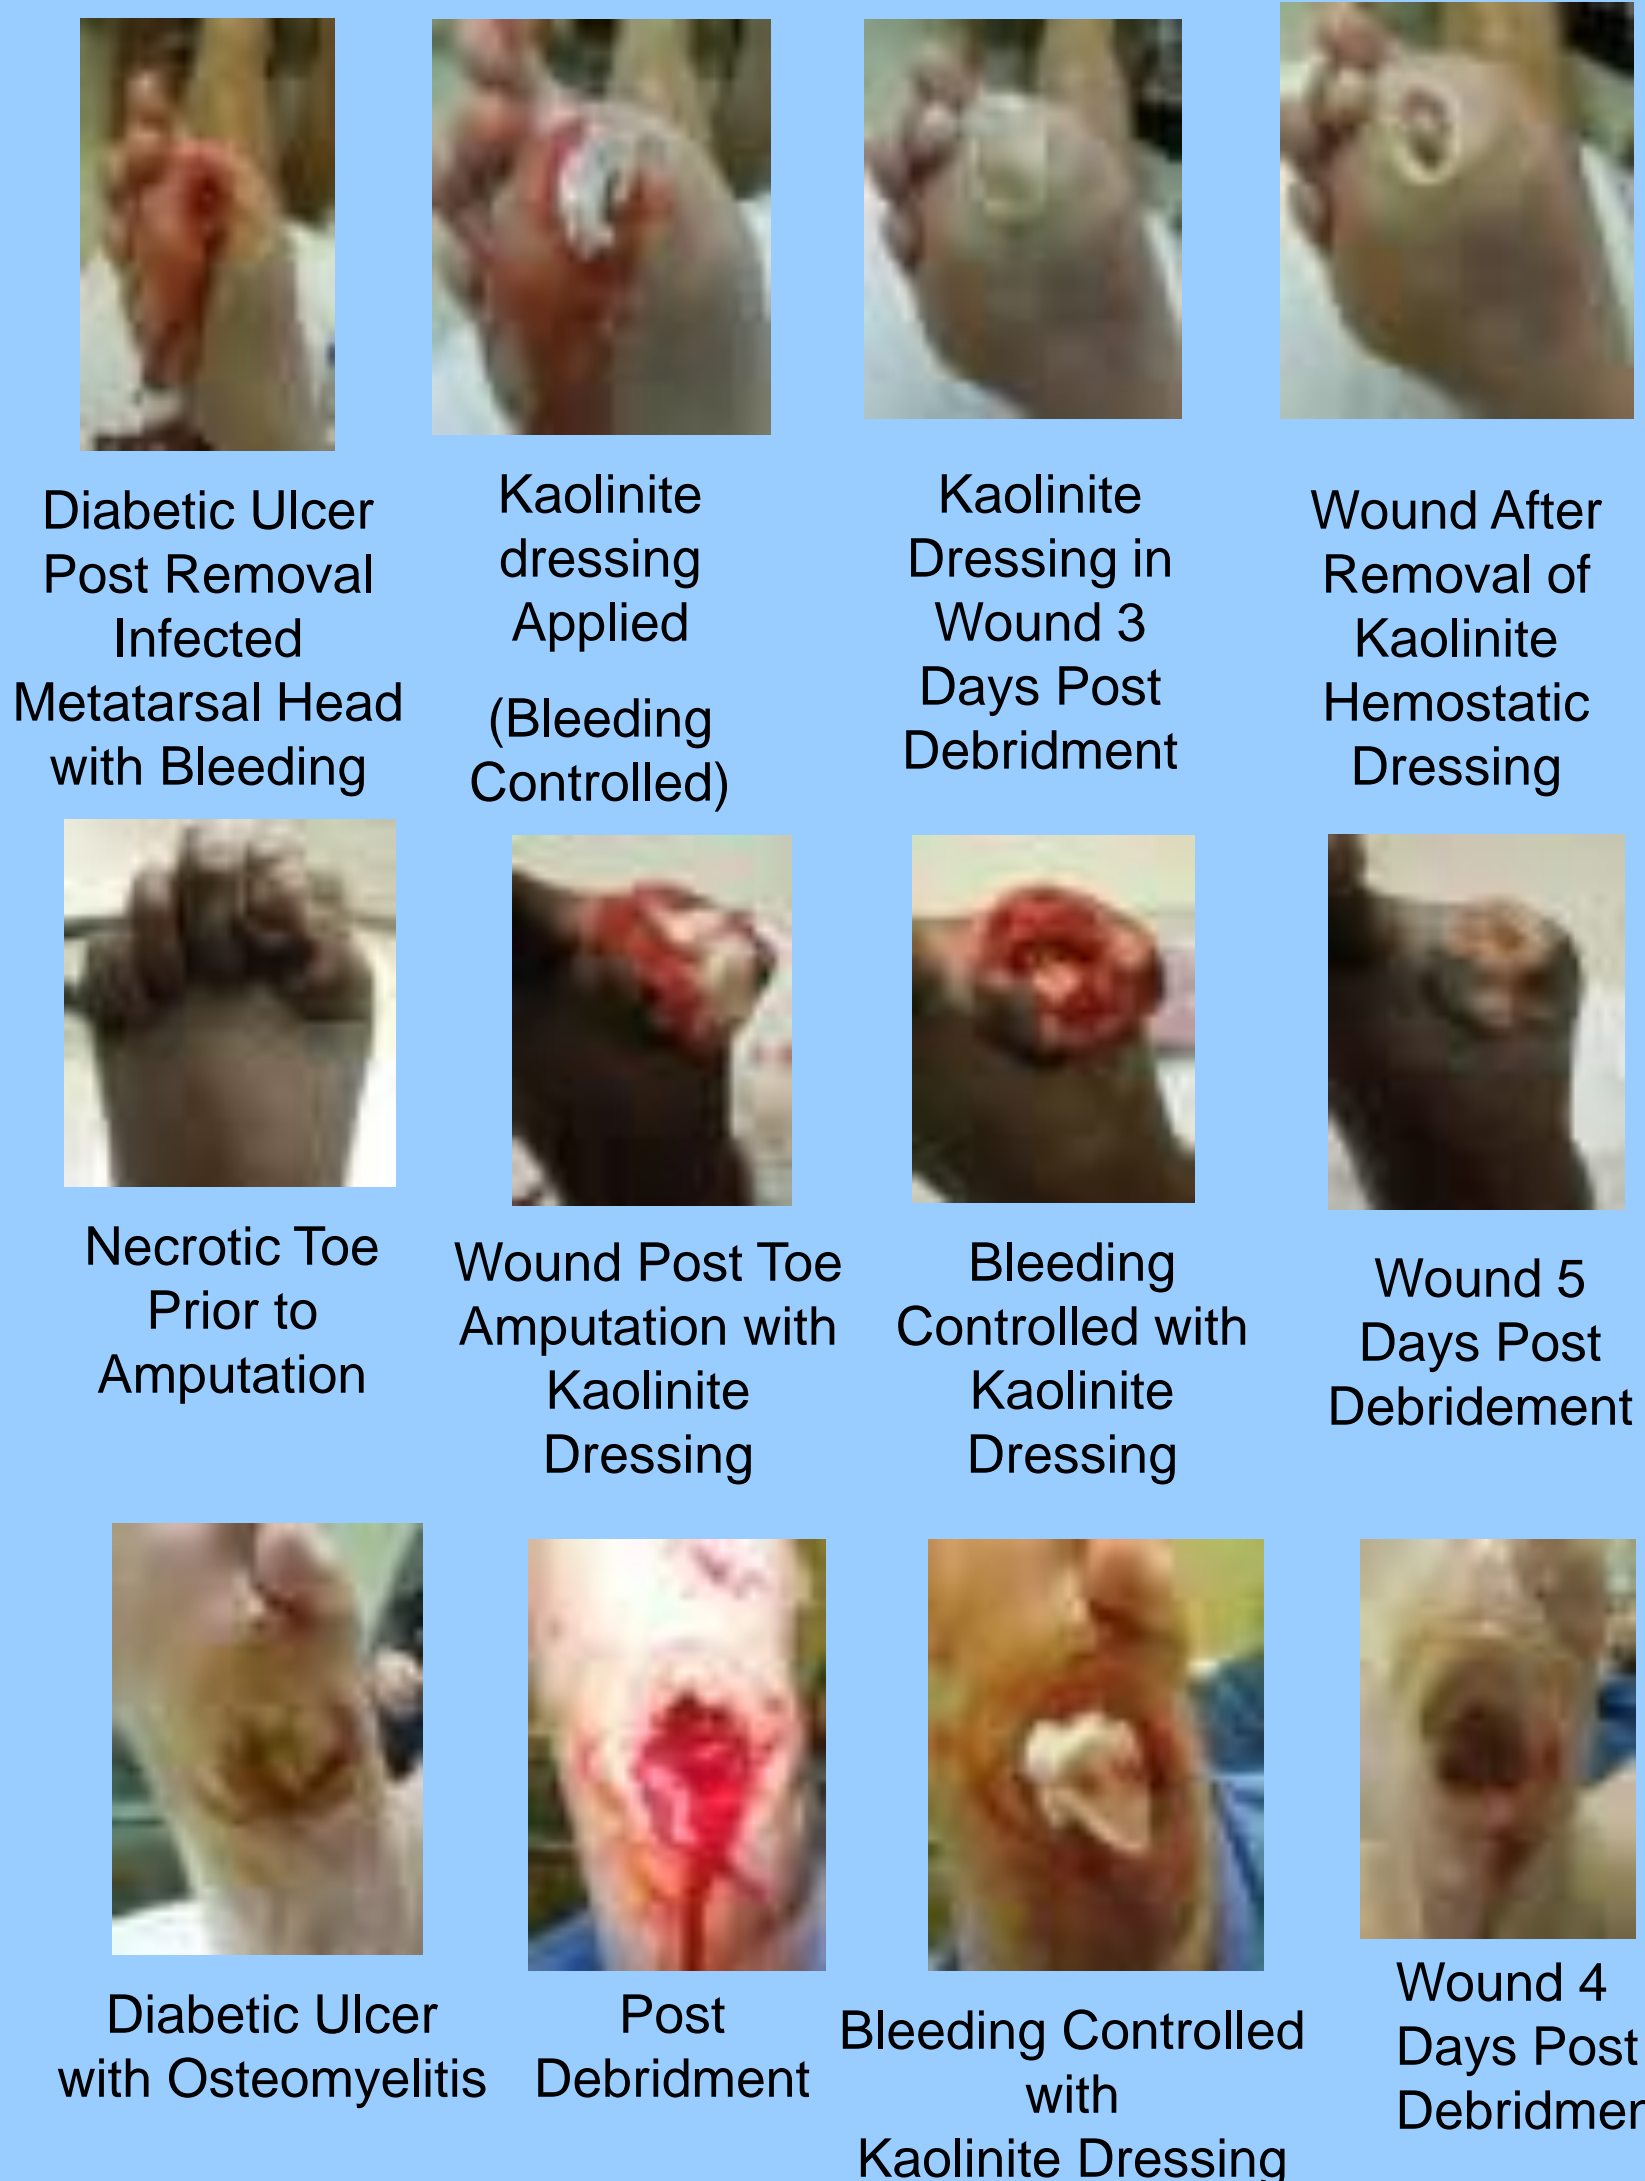 Diabetic Ulcer
Post Removal
Infected
Metatarsal Head
with Bleeding
Kaolinite
dressing
Applied
(Bleeding
Controlled)
Kaolinite
Dressing in
Wound 3
Days Post
Debridment
Wound After
Removal of
Kaolinite
Hemostatic
Dressing
Necrotic Toe
Prior to
Amputation
Wound Post Toe
Amputation with
Kaolinite
Dressing
Bleeding
Controlled with
Kaolinite
Dressing
Wound 5
Days Post
Debridement
Diabetic Ulcer
with Osteomyelitis
Post
Debridment
Bleeding Controlled
with
Kaolinite Dressing
Wound 4
Days Post